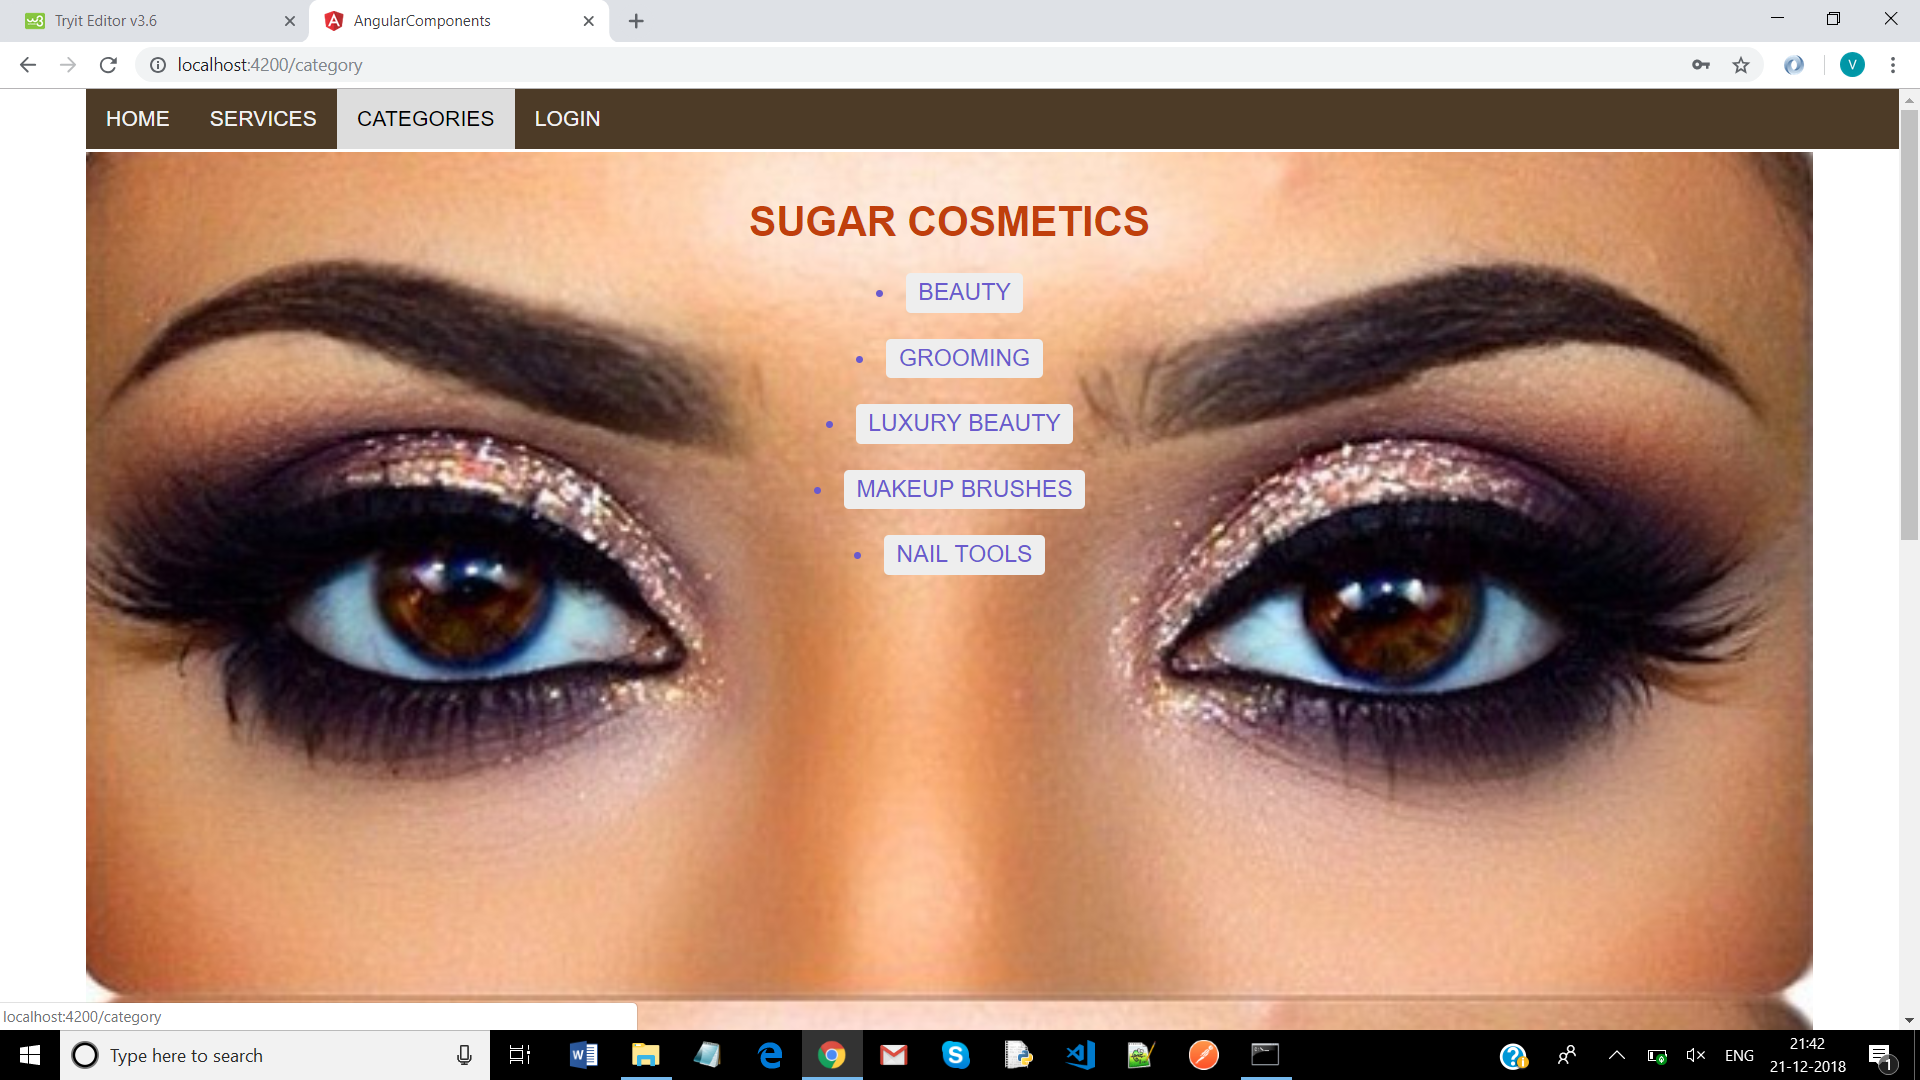 Tryit Editor v3.6
AngularComponents
localhost:4200/category
V
HOME SERVICES CATEGORIES LOGIN
SUGAR COSMETICS
• BEAUTY
• GROOMING
• LUXURY BEAUTY
• MAKEUP BRUSHES
• NAIL TOOLS
localhost:4200/category
Type here to search
ENG
21:42
21-12-2018
1